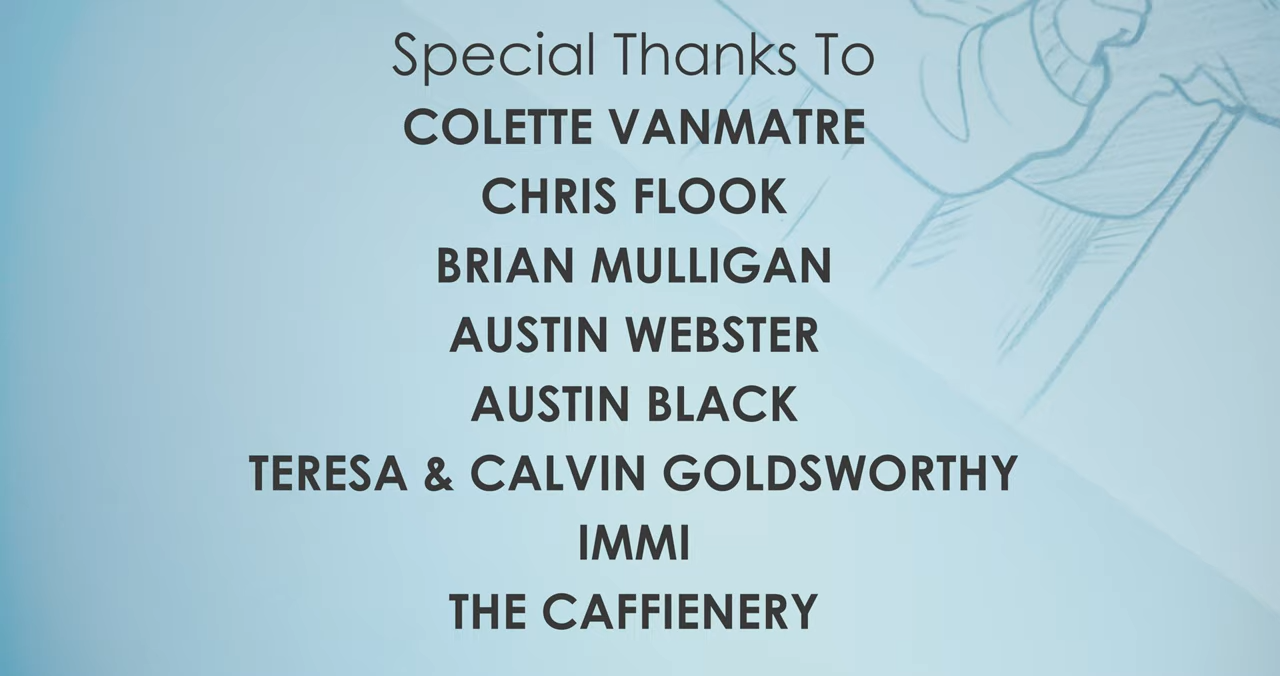 Special Thanks To
COLETTE VANMATRE
CHRIS FLOOK
BRIAN MULLIGAN
AUSTIN WEBSTER
AUSTIN BLACK
TERESA & CALVIN GOLDSWORTHY
IMMI
THE CAFFIENERY